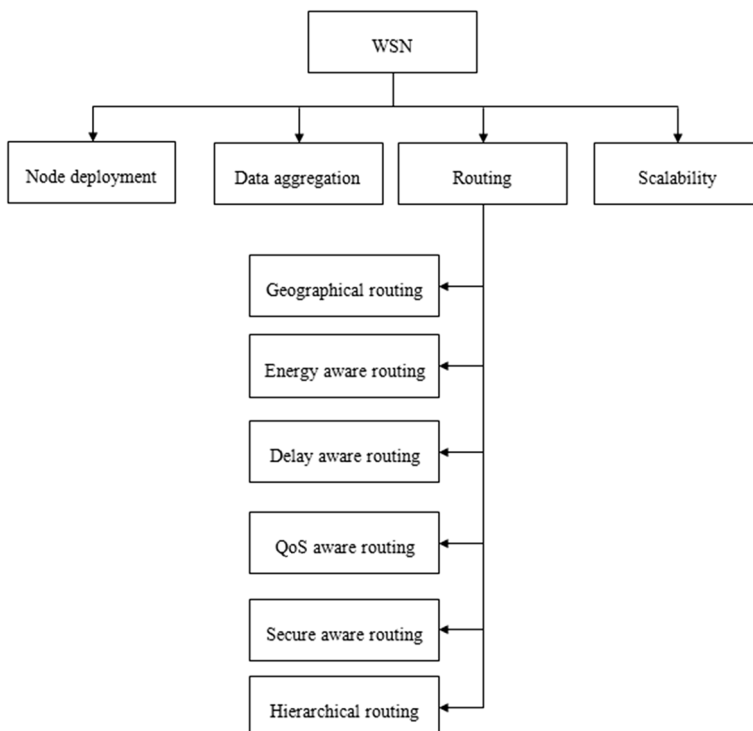 WSN
Node deployment
Data aggregation
Routing
Scalability
Geographical routing
Energy aware routing
Delay aware routing
QoS aware routing
Secure aware routing
Hierarchical routing